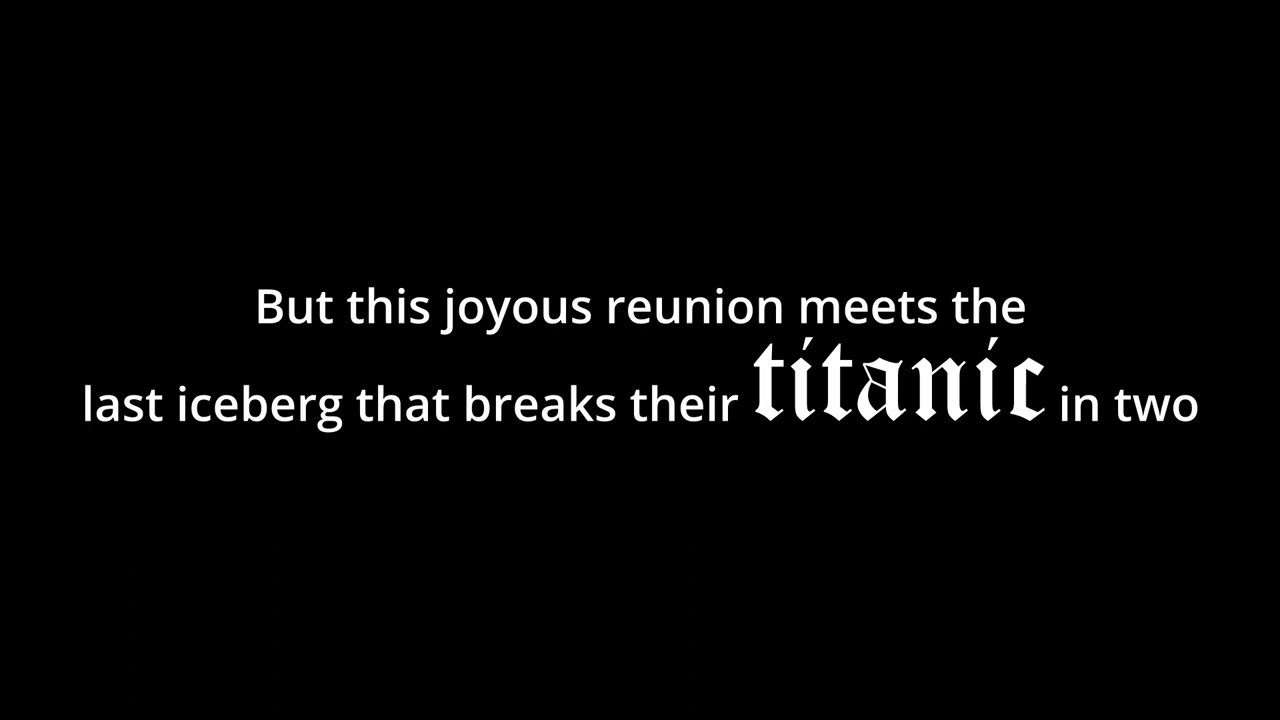 But this joyous reunion meets the
last iceberg that breaks their titanic in two